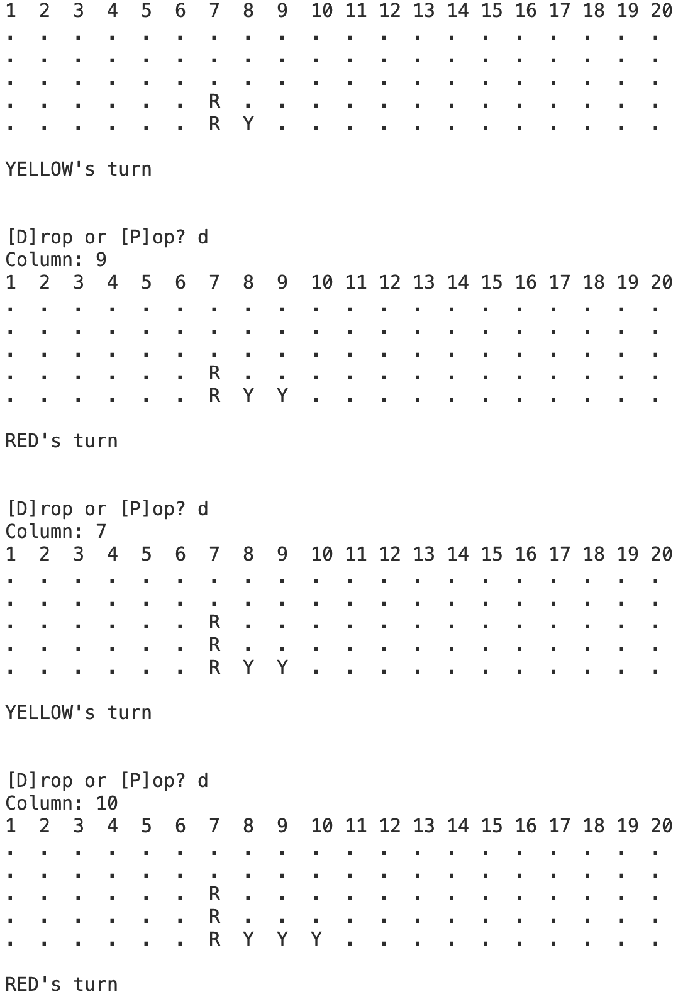 1  2  3  4  5  6  7  8  9  10 11 12 13 14 15 16 17 18 19 20
.  .  .  .  .  .  .  .  .  .  .  .  .  .  .  .  .  .  .  .
.  .  .  .  .  .  .  .  .  .  .  .  .  .  .  .  .  .  .  .
.  .  .  .  .  .  .  .  .  .  .  .  .  .  .  .  .  .  .  .
.  .  .  .  .  .  R  .  .  .  .  .  .  .  .  .  .  .  .  .
.  .  .  .  .  .  R  Y  .  .  .  .  .  .  .  .  .  .  .  .
YELLOW's turn
[D]rop or [P]op? d
Column: 9
1  2  3  4  5  6  7  8  9  10 11 12 13 14 15 16 17 18 19 20
.  .  .  .  .  .  .  .  .  .  .  .  .  .  .  .  .  .  .  .
.  .  .  .  .  .  .  .  .  .  .  .  .  .  .  .  .  .  .  .
.  .  .  .  .  .  .  .  .  .  .  .  .  .  .  .  .  .  .  .
.  .  .  .  .  .  R  .  .  .  .  .  .  .  .  .  .  .  .  .
.  .  .  .  .  .  R  Y  Y  .  .  .  .  .  .  .  .  .  .  .
RED's turn
[D]rop or [P]op? d
Column: 7
1  2  3  4  5  6  7  8  9  10 11 12 13 14 15 16 17 18 19 20
.  .  .  .  .  .  .  .  .  .  .  .  .  .  .  .  .  .  .  .
.  .  .  .  .  .  .  .  .  .  .  .  .  .  .  .  .  .  .  .
.  .  .  .  .  .  R  .  .  .  .  .  .  .  .  .  .  .  .  .
.  .  .  .  .  .  R  .  .  .  .  .  .  .  .  .  .  .  .  .
.  .  .  .  .  .  R  Y  Y  .  .  .  .  .  .  .  .  .  .  .
YELLOW's turn
[D]rop or [P]op? d
Column: 10
1  2  3  4  5  6  7  8  9  10 11 12 13 14 15 16 17 18 19 20
.  .  .  .  .  .  .  .  .  .  .  .  .  .  .  .  .  .  .  .
.  .  .  .  .  .  .  .  .  .  .  .  .  .  .  .  .  .  .  .
.  .  .  .  .  .  R  .  .  .  .  .  .  .  .  .  .  .  .  .
.  .  .  .  .  .  R  .  .  .  .  .  .  .  .  .  .  .  .  .
.  .  .  .  .  .  R  Y  Y  Y  .  .  .  .  .  .  .  .  .  .
RED's turn